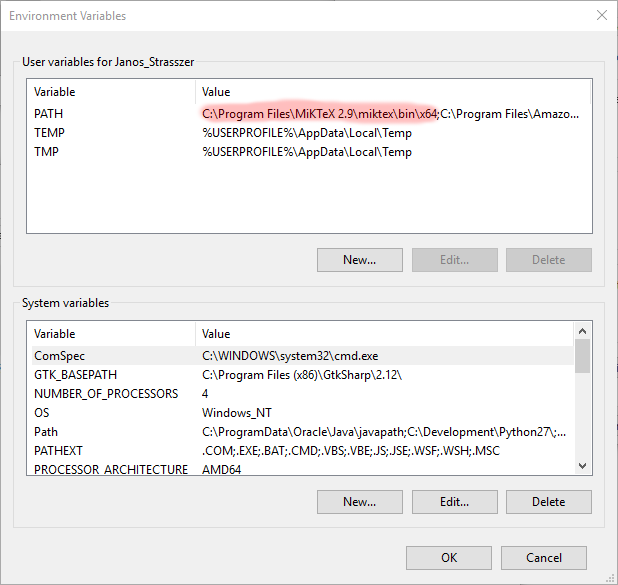 Environment Variables
User variables for Janos_Strasszer
Variable Value
PATH C:\Program Files\MiKTeX 2.9\miktex\bin\x64;C:\Program Files\Amazo...
TEMP %USERPROFILE%\AppData\Local\Temp
TMP %USERPROFILE%\AppData\Local\Temp
New... Edit... Delete
System variables
Variable Value
ComSpec C:\WINDOWS\system32\cmd.exe
GTK_BASEPATH C:\Program Files (x86)\GtkSharp\2.12\
NUMBER_OF_PROCESSORS 4
OS Windows_NT
Path C:\ProgramData\Oracle\Java\javapath;C:\Development\Python27\;...
PATHEXT .COM;.EXE;.BAT;.CMD;.VBS;.VBE;.JS;.JSE;.WSF;.WSH;.MSC
PROCESSOR_ARCHITECTURE AMD64
New... Edit... Delete
OK Cancel